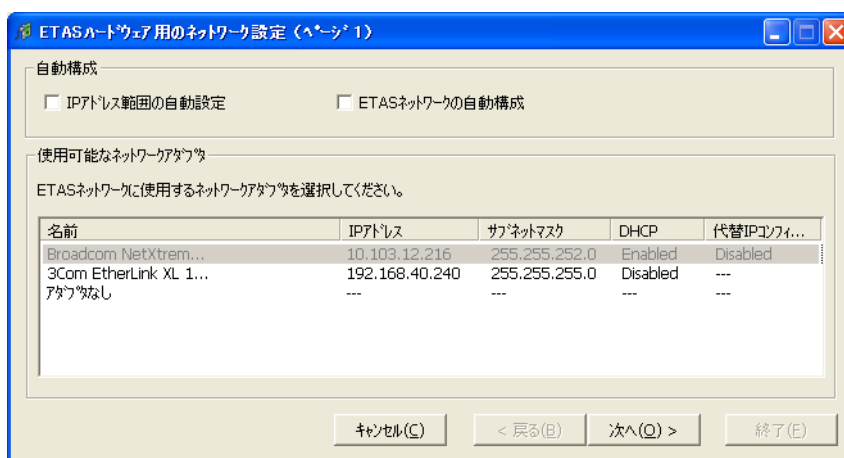 ETASハードウェア用のネットワーク設定 (ページ1)
自動構成
IPアドレス範囲の自動設定
ETASネットワークの自動構成
使用可能なネットワークアダプタ
ETASネットワークに使用するネットワークアダプタを選択してください。
名前 IPアドレス サブネットマスク DHCP 代替IPコンフィ...
Broadcom NetXtrem... 10.103.12.216 255.255.252.0 Enabled Disabled
3Com EtherLink XL 1... 192.168.40.240 255.255.255.0 Disabled ---
アダプタなし --- --- --- ---
キャンセル(C) < 戻る(B) 次へ(O) > 終了(F)